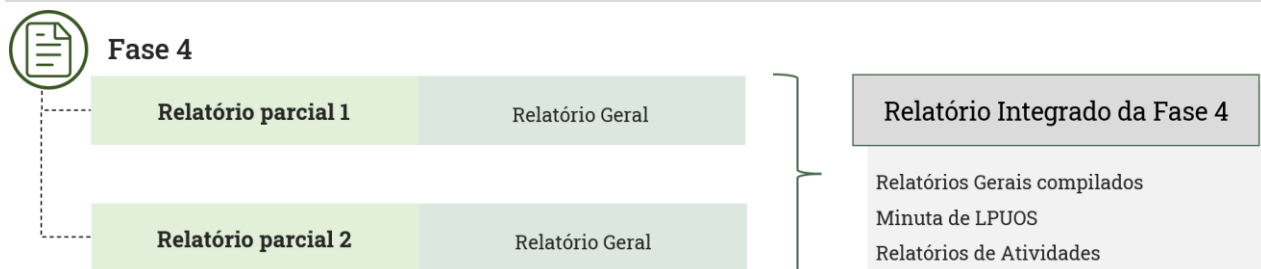 Fase 4
Relatório parcial 1
Relatório Geral
Relatório Integrado da Fase 4
Relatórios Gerais compilados
Minuta de LPUOS
Relatório parcial 2
Relatório Geral
Relatórios de Atividades